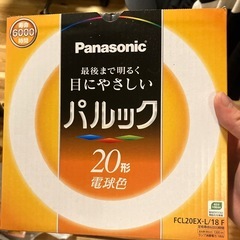 寿命
6000
時間
Panasonic
最後まで明るく
目にやさしい
パルック
20形
電球色
FCL20EX-L/18 F